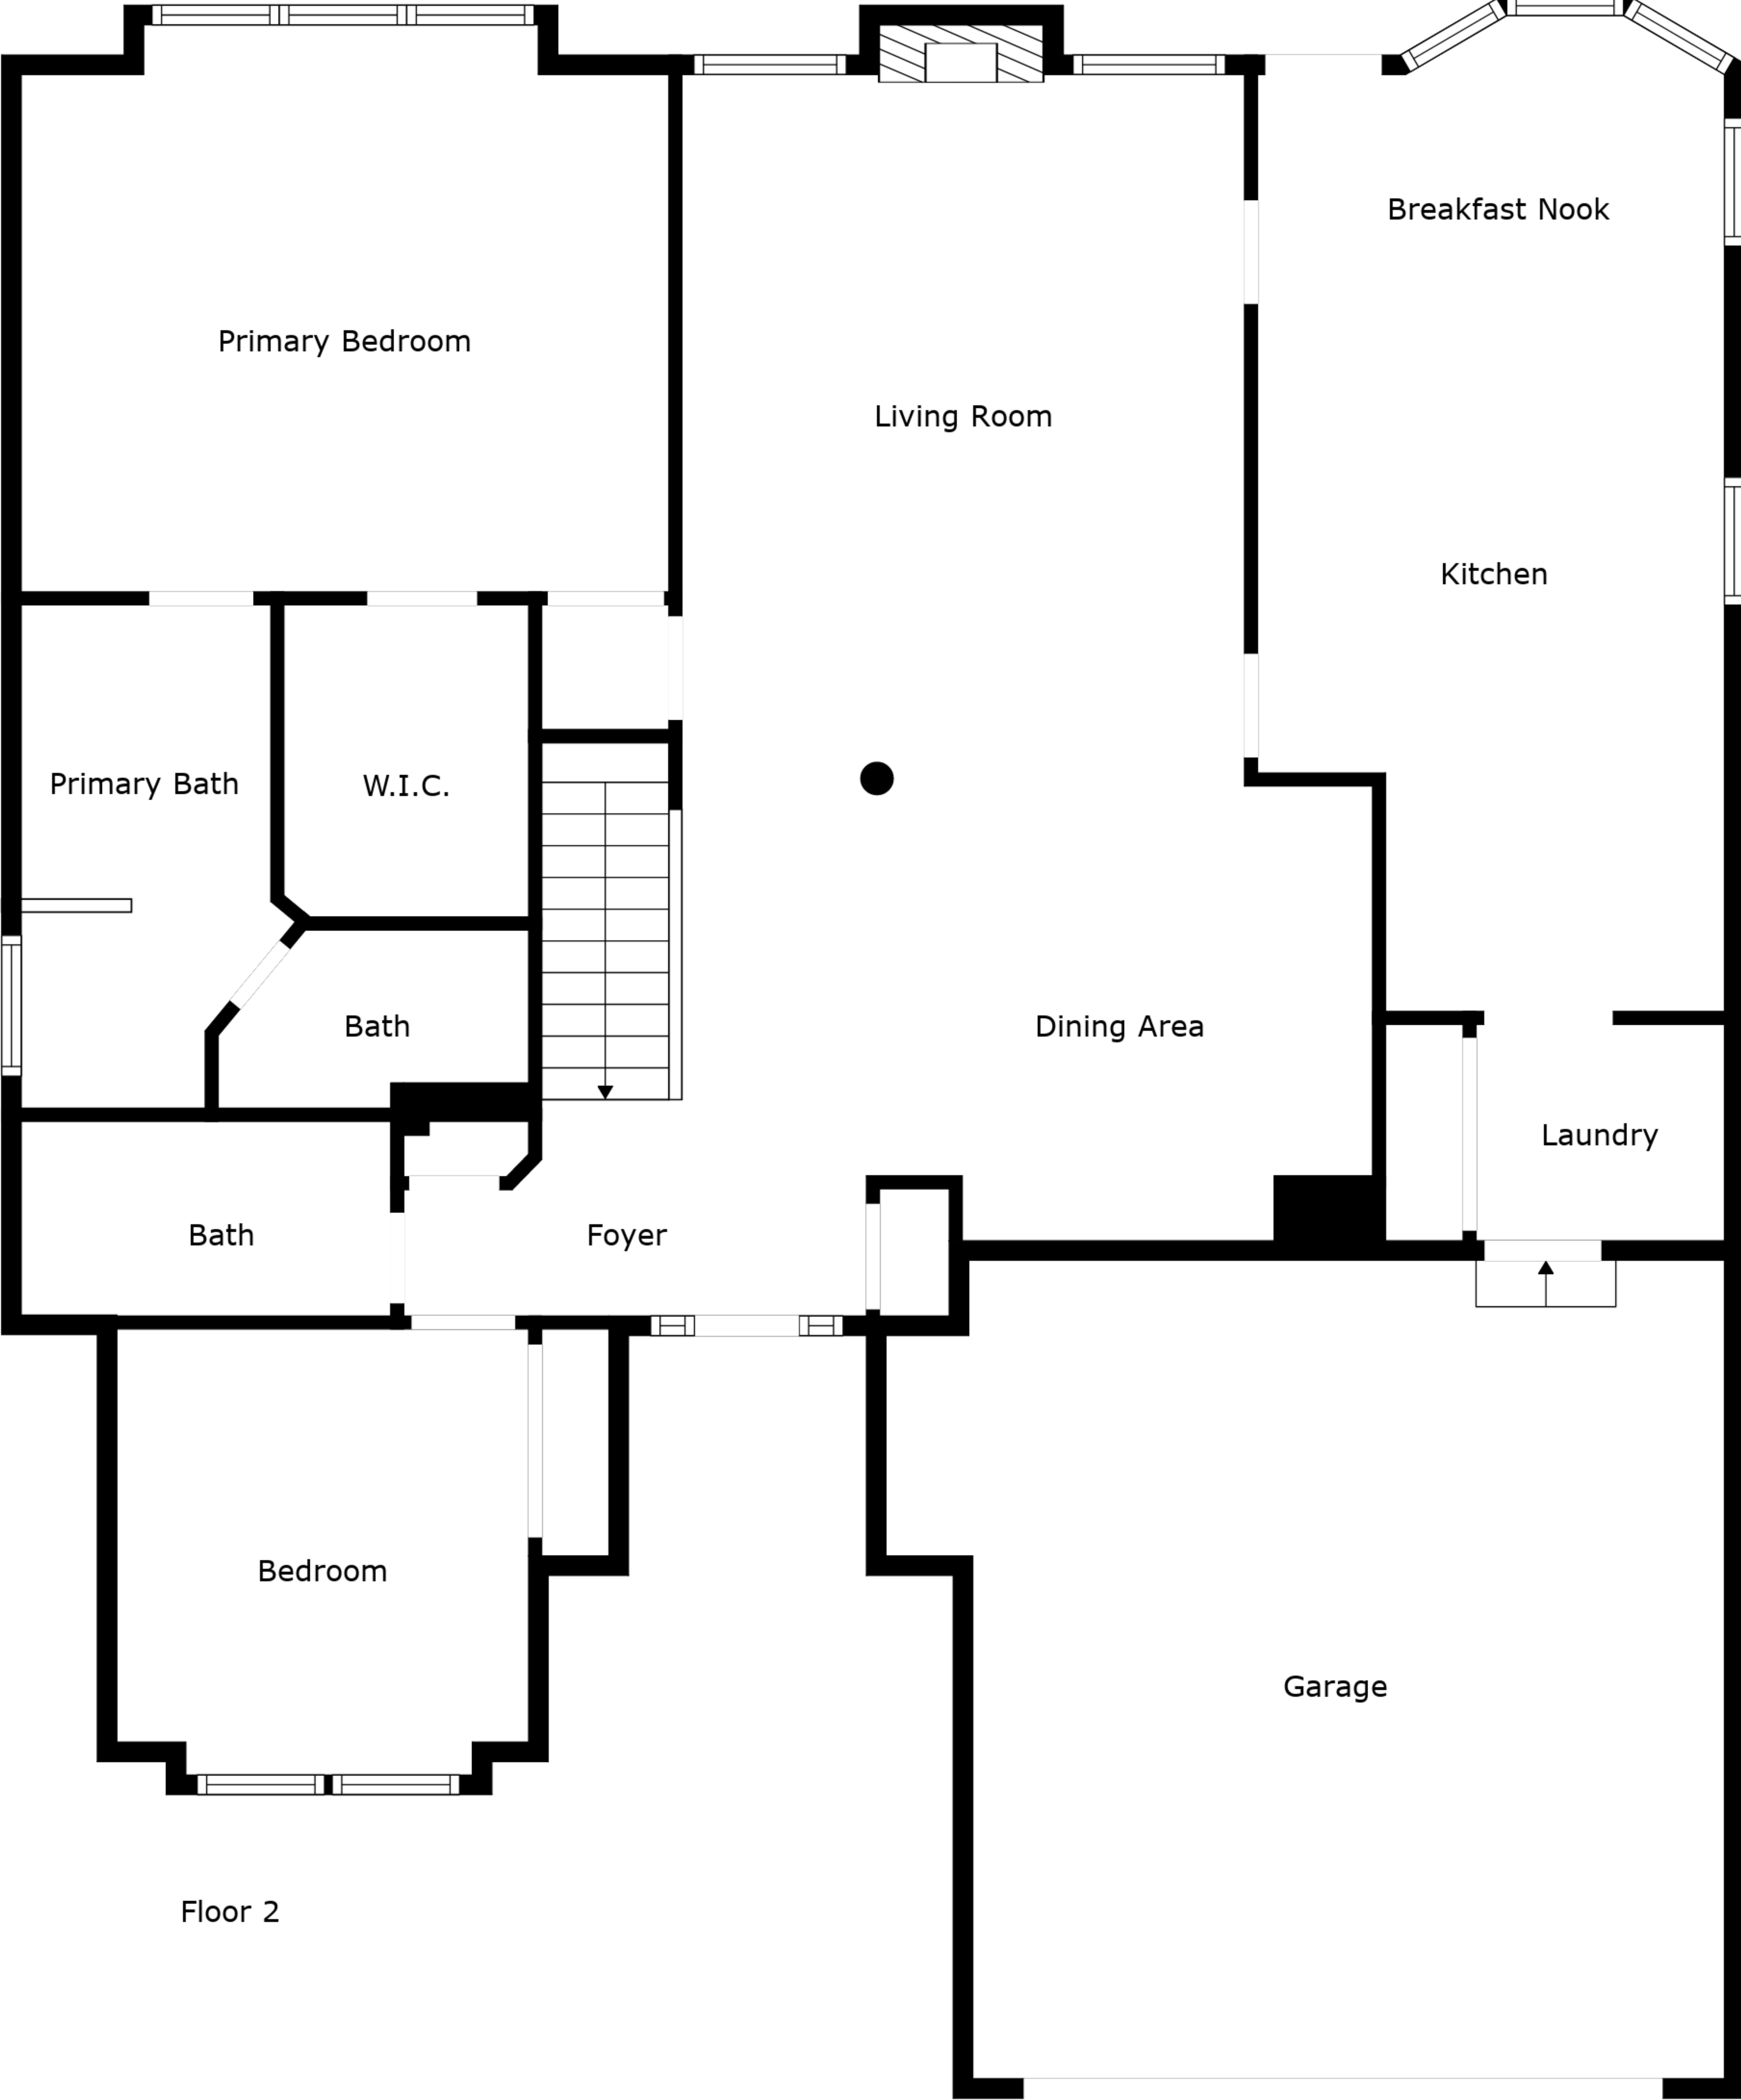 Breakfast Nook
Primary Bedroom
Living Room
Kitchen
Primary Bath
W.I.C.
Bath
Dining Area
Laundry
Bath
Foyer
Bedroom
Garage
Floor 2